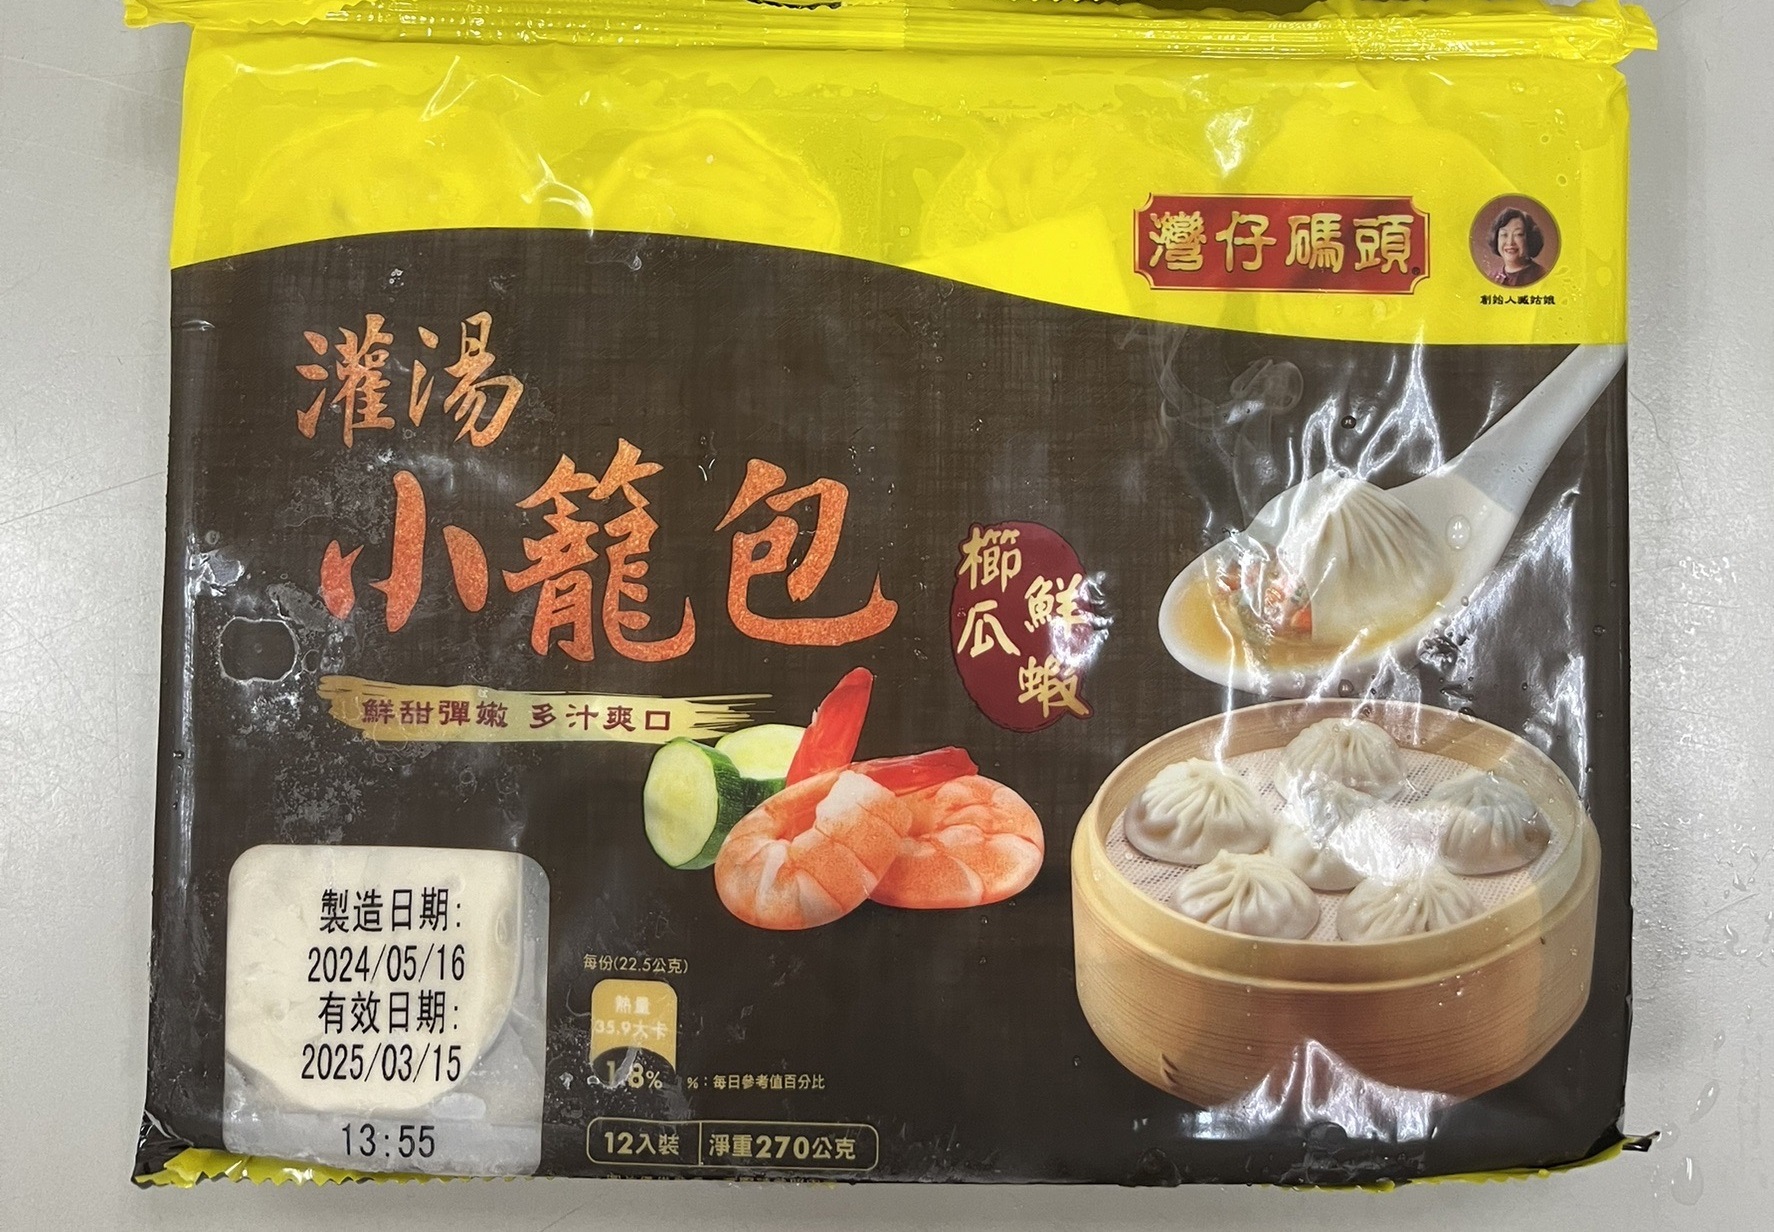 灣仔碼頭
創始人臧姑娘
灌湯
小籠包
櫛瓜
鮮蝦
鮮甜彈嫩 多汁爽口
製造日期:
2024/05/16
有效日期:
2025/03/15
13:55
每份(22.5公克)
熱量
35.9大卡
1.8%
%:每日參考值百分比
12入裝
淨重270公克